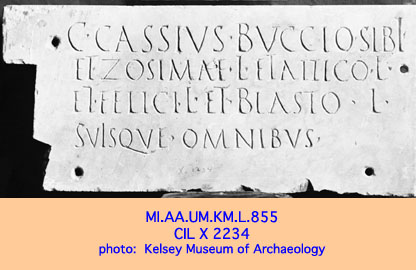 C · CASSIVS · BVCCIO · SIBI
ET ZOSIMAE · L · ET ANICO · L ·
ET FELICI · L · ET BLASTO · L ·
SVISQVE · OMNIBVS ·
MI.AA.UM.KM.L.855
CIL X 2234
photo: Kelsey Museum of Archaeology